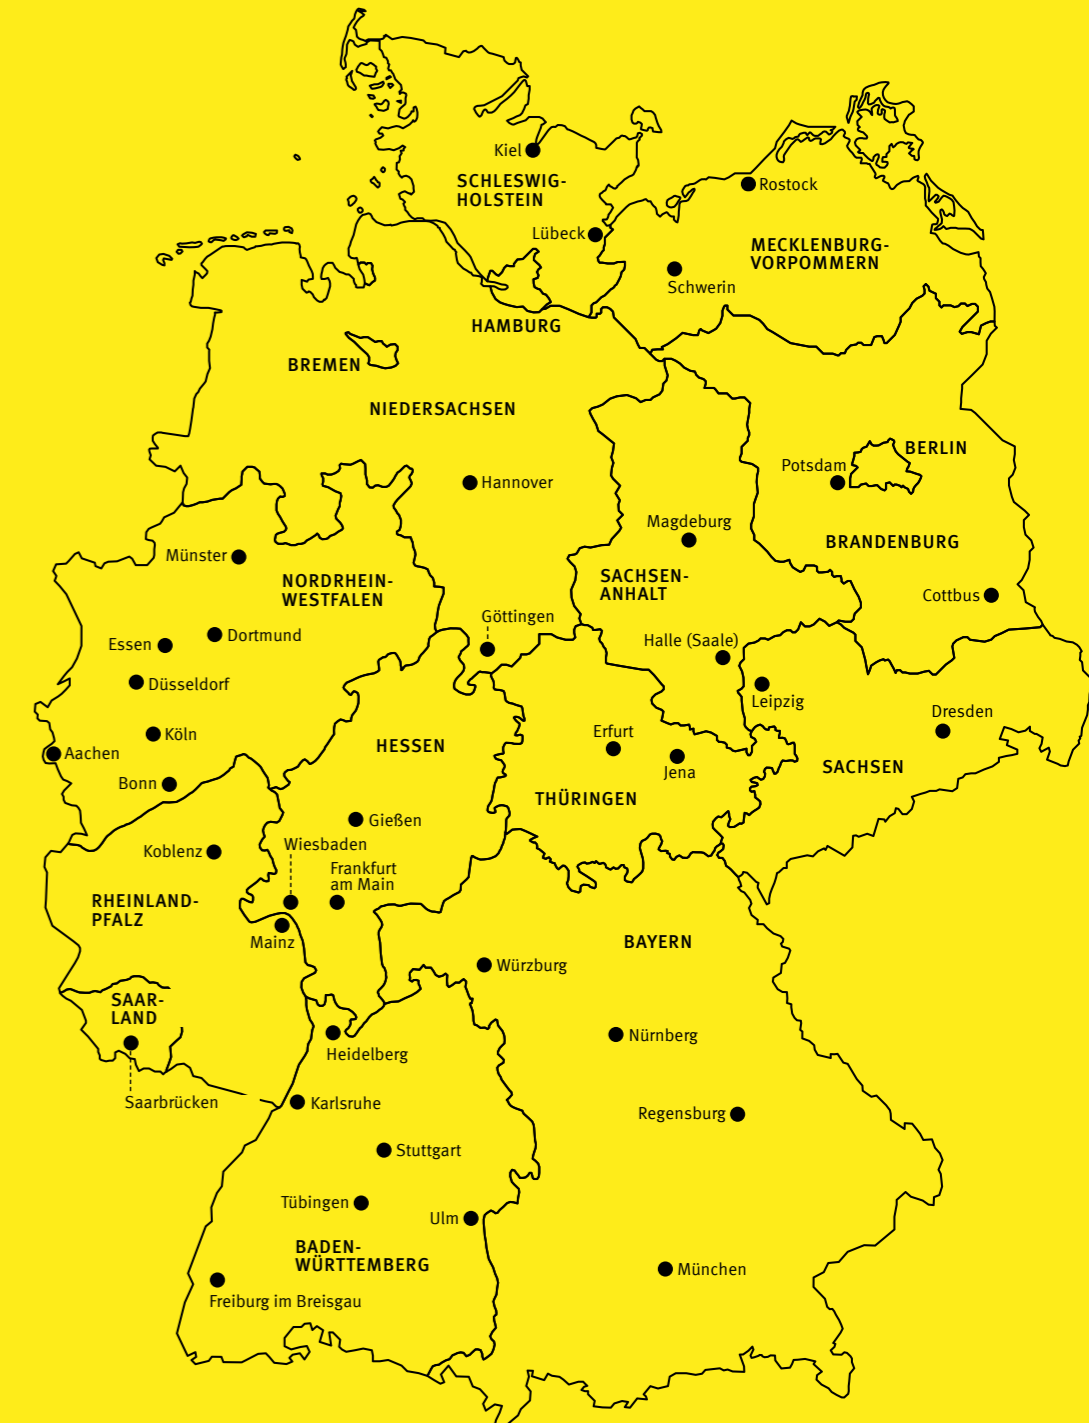 Kiel
SCHLESWIG-
HOLSTEIN
Rostock
Lübeck
MECKLENBURG-
VORPOMMERN
Schwerin
HAMBURG
BREMEN
NIEDERSACHSEN
BERLIN
Potsdam
Hannover
Magdeburg
BRANDENBURG
Münster
NORDRHEIN-
WESTFALEN
SACHSEN-
ANHALT
Cottbus
Göttingen
Essen
Dortmund
Halle (Saale)
Düsseldorf
Leipzig
Dresden
Köln
Aachen
HESSEN
Erfurt
Jena
SACHSEN
Bonn
THÜRINGEN
Gießen
Koblenz
Wiesbaden
Frankfurt
am Main
RHEINLAND-
PFALZ
Mainz
BAYERN
Würzburg
SAAR-
LAND
Nürnberg
Heidelberg
Saarbrücken
Karlsruhe
Regensburg
Stuttgart
Tübingen
Ulm
BADEN-
WÜRTTEMBERG
München
Freiburg im Breisgau